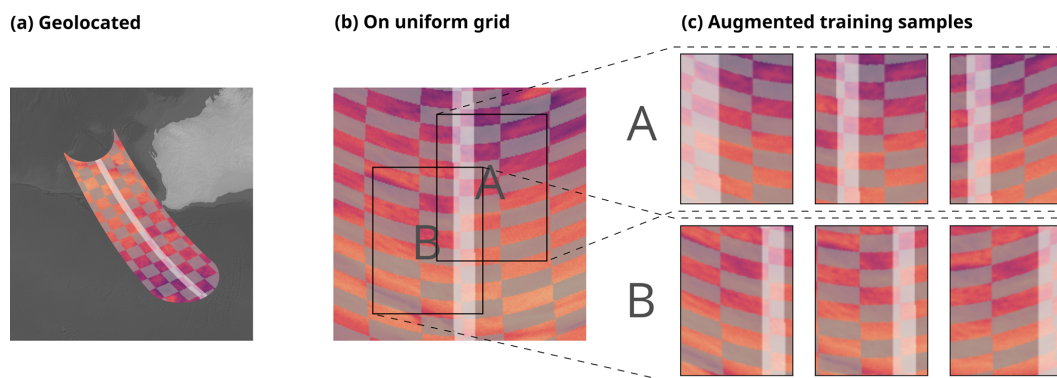 (a) Geolocated
(b) On uniform grid
(c) Augmented training samples
A
B
A
B